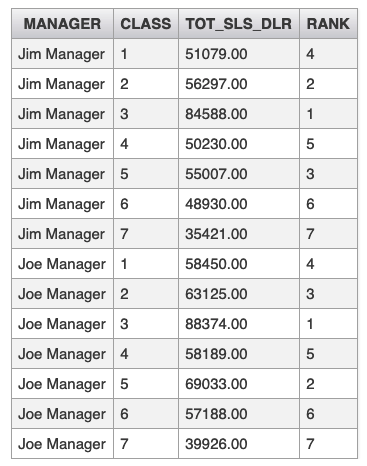 MANAGER CLASS TOT_SLS_DLR RANK
Jim Manager 1 51079.00 4
Jim Manager 2 56297.00 2
Jim Manager 3 84588.00 1
Jim Manager 4 50230.00 5
Jim Manager 5 55007.00 3
Jim Manager 6 48930.00 6
Jim Manager 7 35421.00 7
Joe Manager 1 58450.00 4
Joe Manager 2 63125.00 3
Joe Manager 3 88374.00 1
Joe Manager 4 58189.00 5
Joe Manager 5 69033.00 2
Joe Manager 6 57188.00 6
Joe Manager 7 39926.00 7